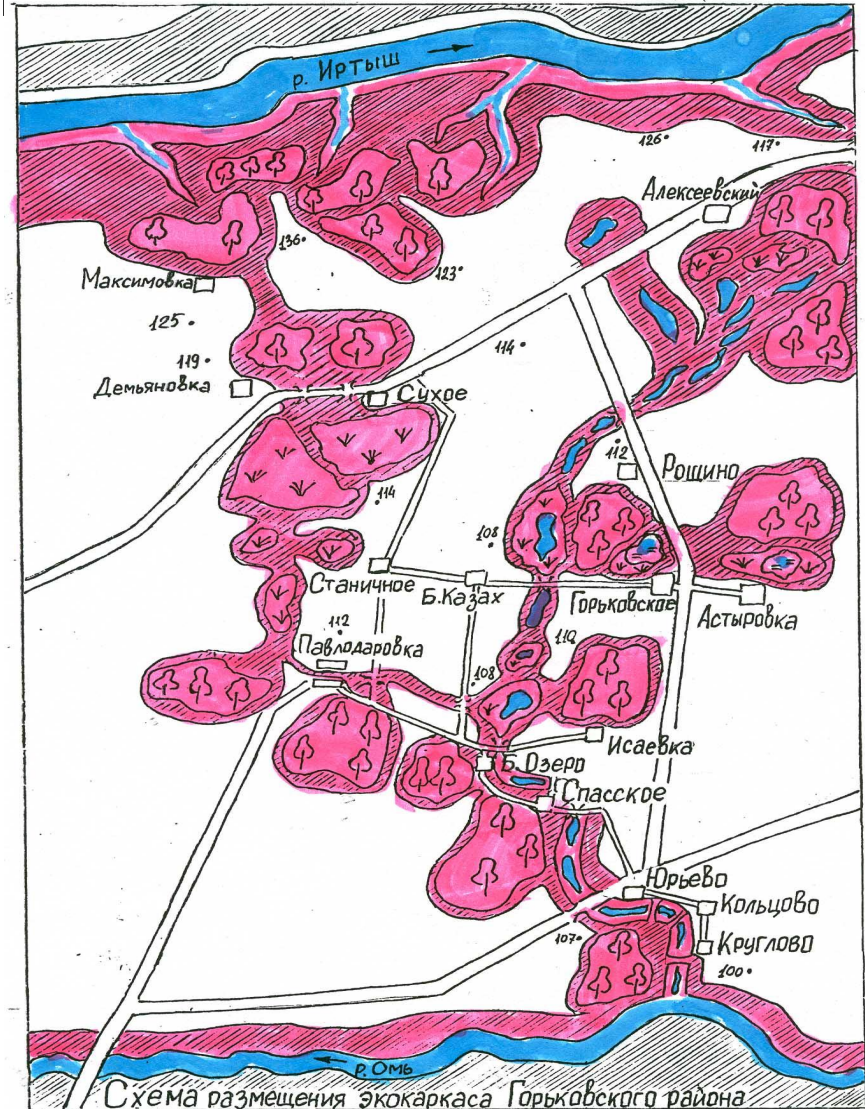 р. Иртыш
126
117
Алексеевский
136
123
Максимовка
125
114
119
Демьяновка
Сухое
112
Рощино
114
108
Станичное
Б.Казах
Горьковское
Астыровка
112
110
Павлодаровка
108
Исаевка
Б.Озеро
Спасское
Юрьево
Кольцово
107
Круглово
100
р. Омь
Схема размещения экокаркаса Горьковского района